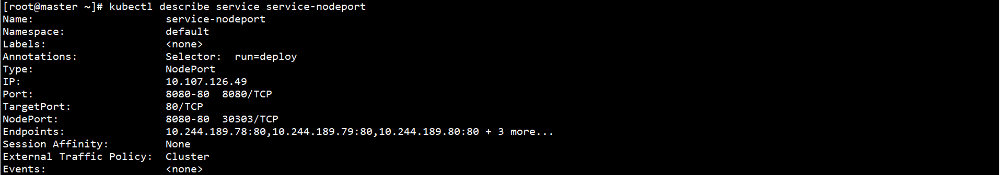 [root@master ~]# kubectl describe service service-nodeport
Name:                     service-nodeport
Namespace:                default
Labels:                   <none>
Annotations:              Selector:  run=deploy
Type:                     NodePort
IP:                       10.107.126.49
Port:                     8080-80  8080/TCP
TargetPort:               80/TCP
NodePort:                 8080-80  30303/TCP
Endpoints:                10.244.189.78:80,10.244.189.79:80,10.244.189.80:80 + 3 more...
Session Affinity:         None
External Traffic Policy:  Cluster
Events:                   <none>